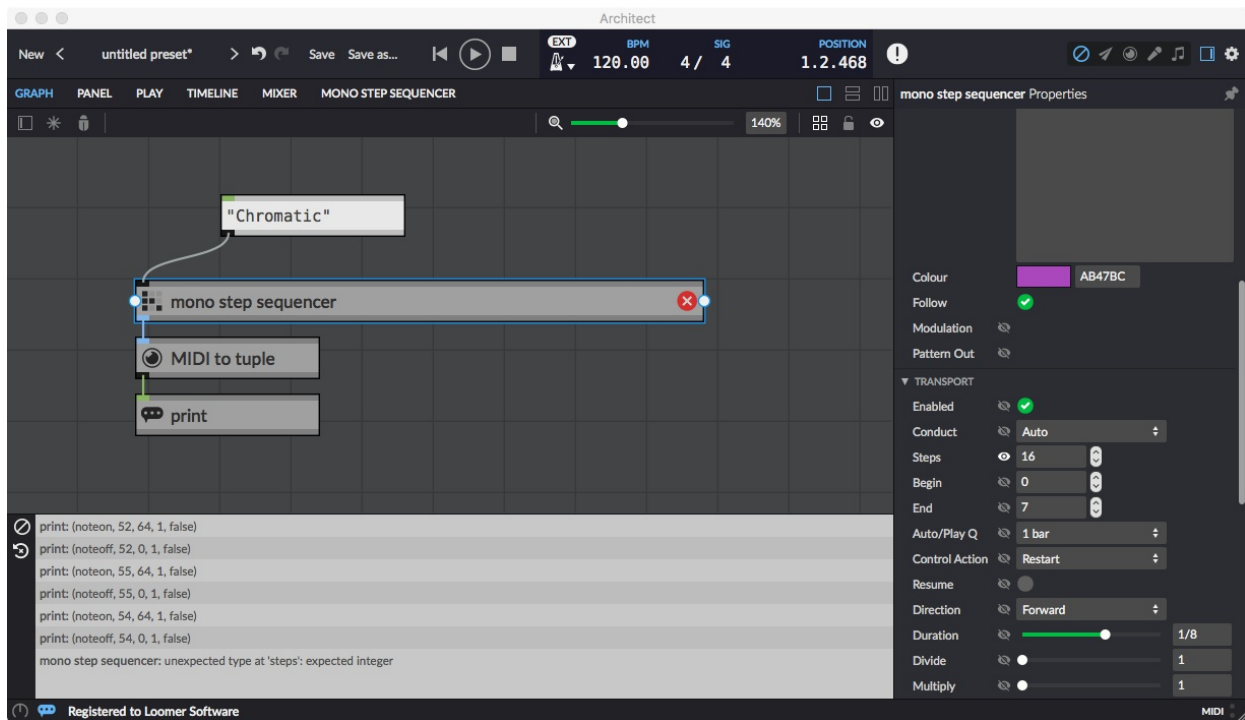 Architect
New < untitled preset* > Save Save as... EXT BPM 120.00 SIG 4 / 4 POSITION 1.2.468
GRAPH PANEL PLAY TIMELINE MIXER MONO STEP SEQUENCER
140%
"Chromatic"
mono step sequencer
MIDI to tuple
print
print: (noteon, 52, 64, 1, false)
print: (noteoff, 52, 0, 1, false)
print: (noteon, 55, 64, 1, false)
print: (noteoff, 55, 0, 1, false)
print: (noteon, 54, 64, 1, false)
print: (noteoff, 54, 0, 1, false)
mono step sequencer: unexpected type at 'steps': expected integer
mono step sequencer Properties
Colour AB47BC
Follow
Modulation
Pattern Out
TRANSPORT
Enabled
Conduct Auto
Steps 16
Begin 0
End 7
Auto/Play Q 1 bar
Control Action Restart
Resume
Direction Forward
Duration 1/8
Divide 1
Multiply 1
Registered to Loomer Software MIDI